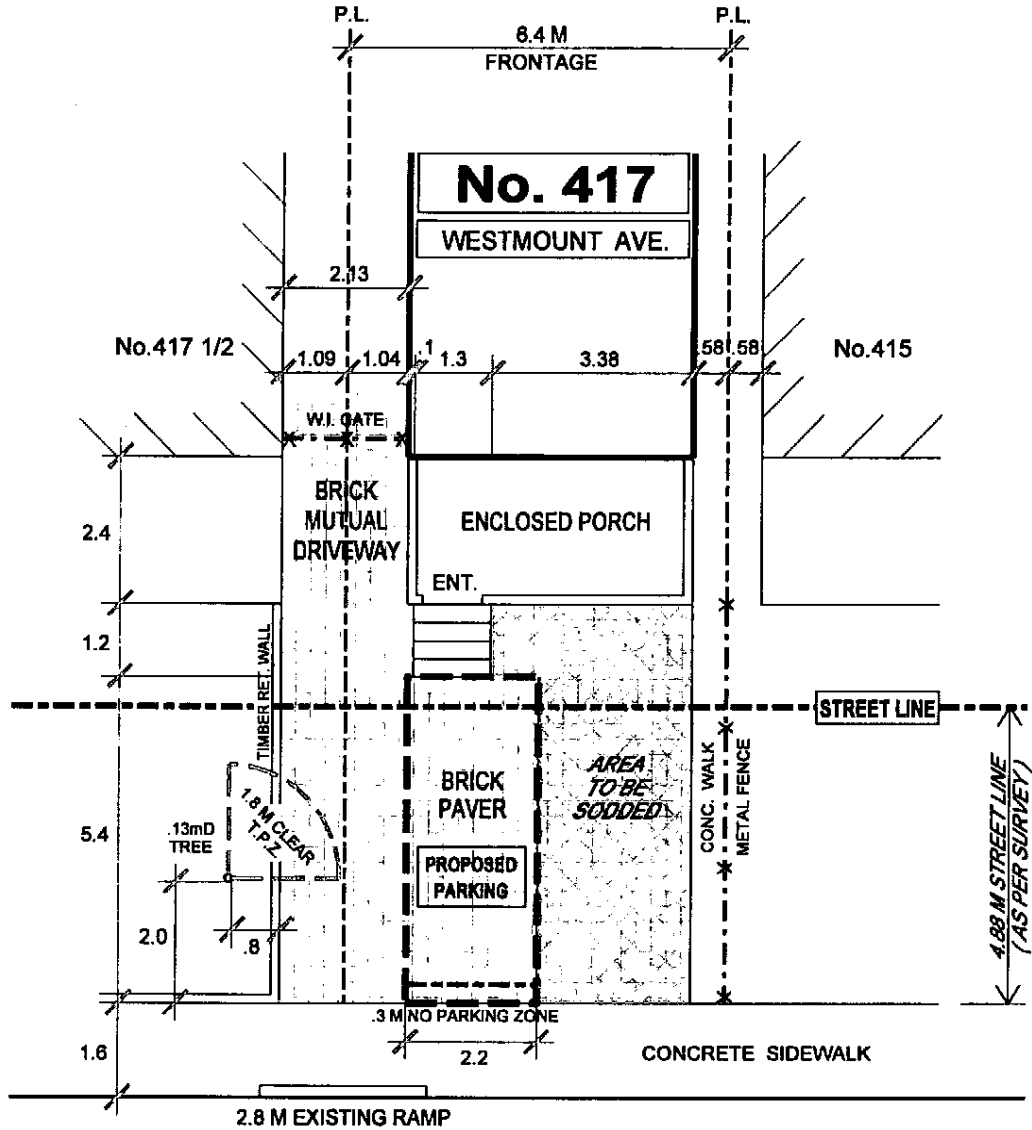 P.L.
P.L.
6.4 M
FRONTAGE
No. 417
WESTMOUNT AVE.
2.13
No.417 1/2
1.09
1.04
.1
1.3
3.38
.58
.58
No.415
W.I. GATE
BRICK
MUTUAL
DRIVEWAY
ENCLOSED PORCH
ENT.
2.4
1.2
TIMBER RET. WALL
STREET LINE
5.4
1.8 M CLEAR
T.P.Z
.13mD
TREE
BRICK
PAVER
PROPOSED
PARKING
AREA
TO BE
SODDED
CONC. WALK
METAL FENCE
4.88 M STREET LINE
( AS PER SURVEY )
2.0
.8
.3 M NO PARKING ZONE
1.6
2.2
CONCRETE SIDEWALK
2.8 M EXISTING RAMP